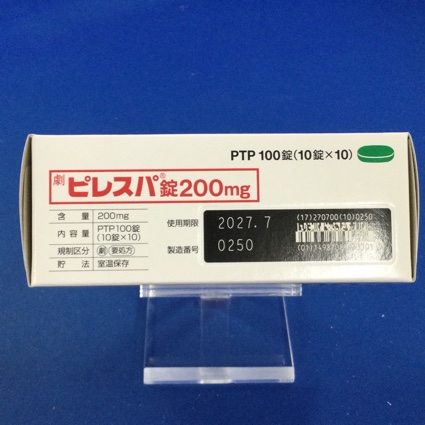 PTP 100錠(10錠×10)
劇 ピレスパ®錠200mg
含量 200mg
内容量 PTP100錠
(10錠×10)
規制区分 劇 要処方
貯法 室温保存
使用期限 2027.7
製造番号 0250
(17)270700(10)0250